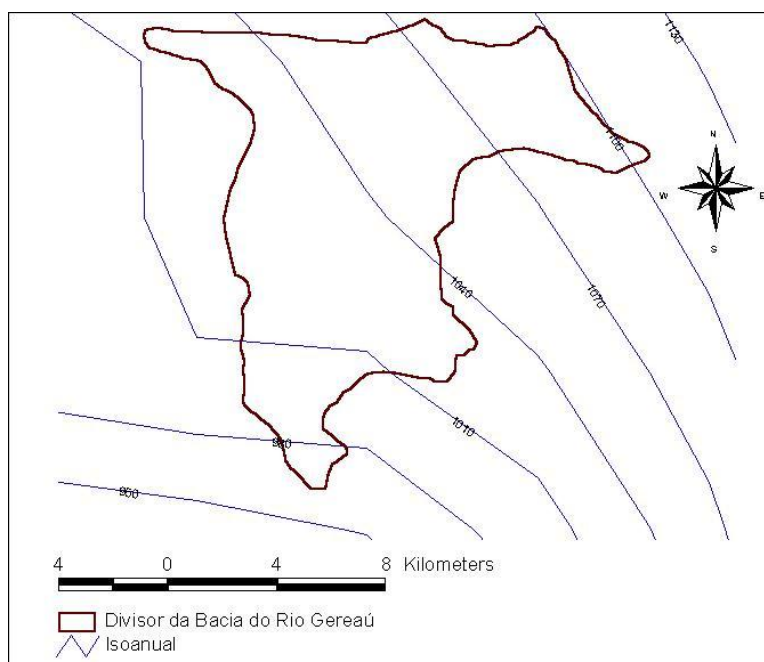 1130
1100
N
W E
S
1040
1070
1010
980
950
4 0 4 8 Kilometers
Divisor da Bacia do Rio Gereaú
Isoanual